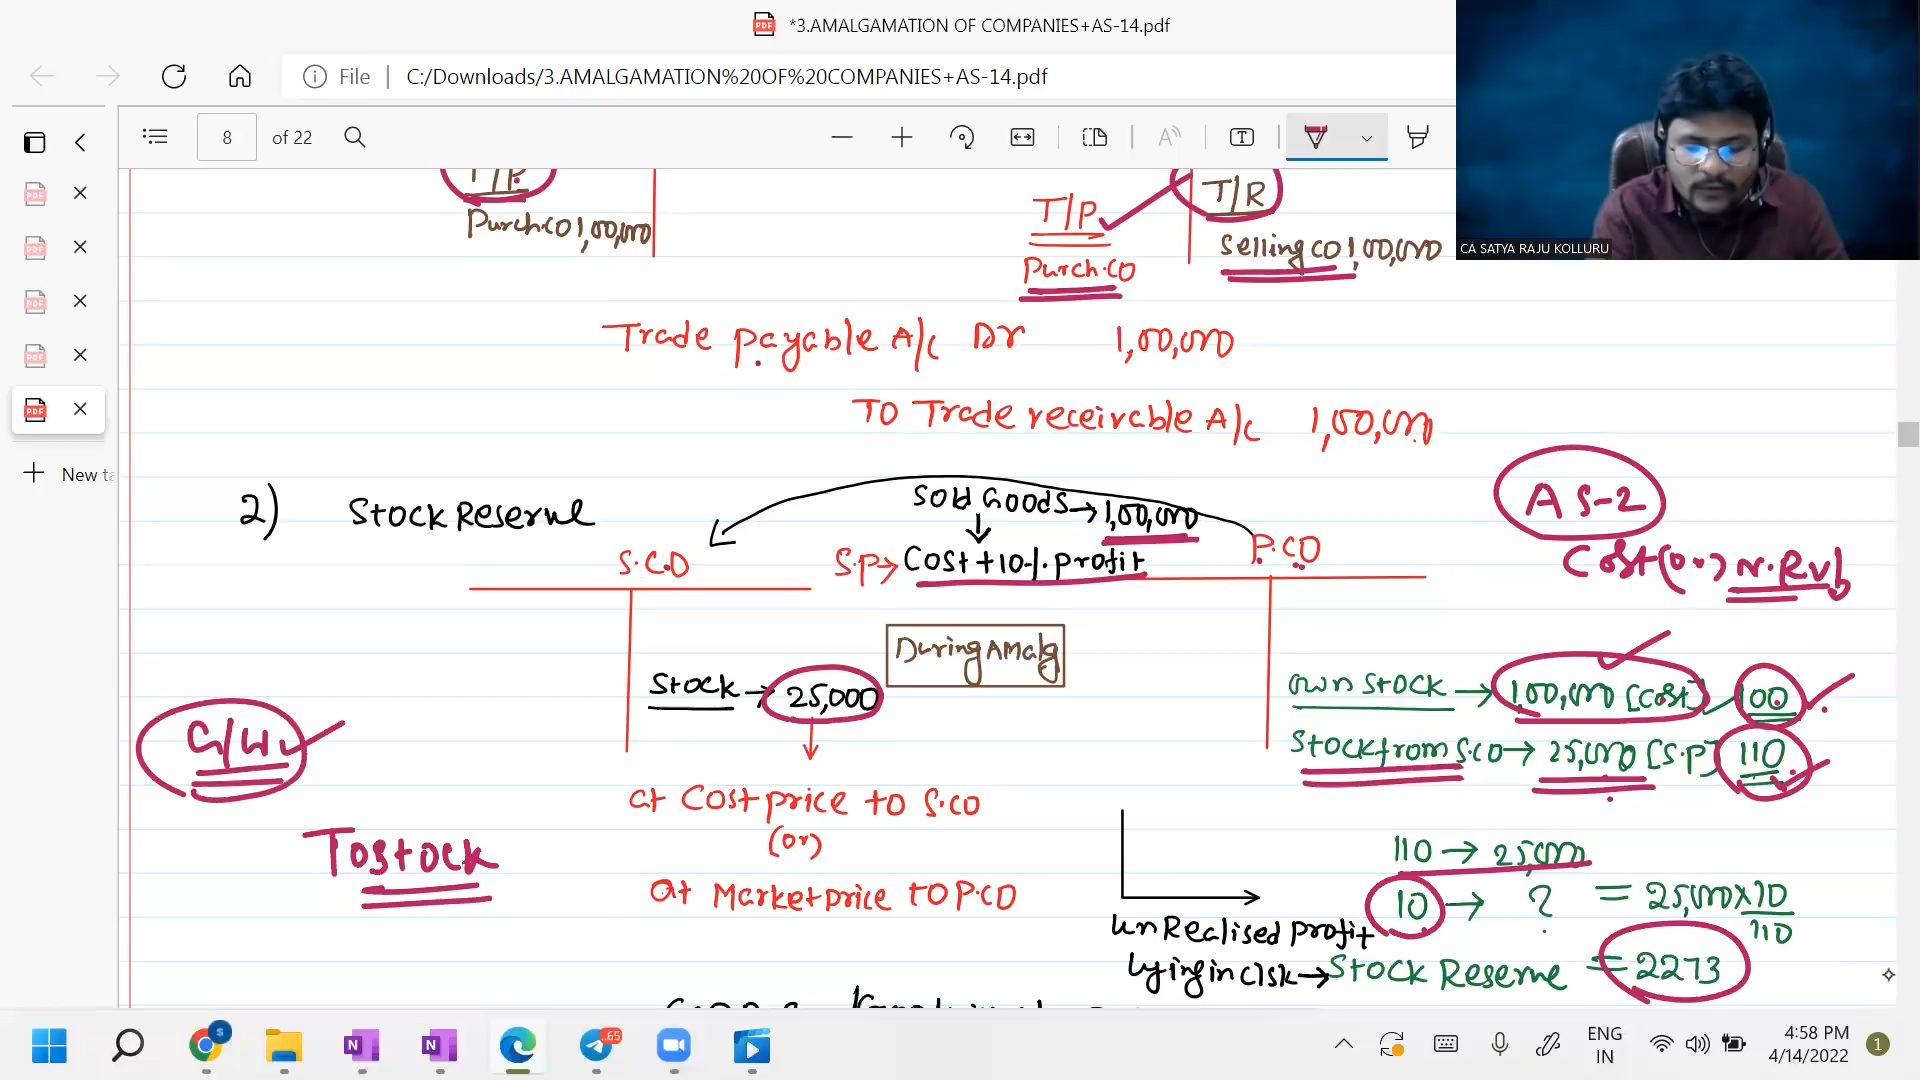 *3.AMALGAMATION OF COMPANIES+AS-14.pdf
File | C:/Downloads/3.AMALGAMATION%20OF%20COMPANIES+AS-14.pdf
8 of 22
CA SATYA RAJU KOLLURU
New ta
T/P
Purch.CO 1,00,000
T/P
Purch.CO
T/R
Selling CO 1,00,000
Trade payable A/c Dr 1,00,000
To Trade receivable A/c 1,00,000
2) Stock Reserve
Sold Goods → 1,00,000
AS-2
Cost (or) N.R.V
S.CO
S.P → Cost + 10% profit
P.CO
During AMalg
Stock → 25,000
own stock → 1,00,000 [Cost] 100
Stock from S.CO → 25,000 [S.P] 110
G/W
at Cost price to S.CO
(or)
at Market price to P.CO
To stock
110 → 25,000
10 → ? = 25,000 × 10
110
unRealised profit
lying in clsk → Stock Reserve = 2273
ENG
IN
4:58 PM
4/14/2022
1
65